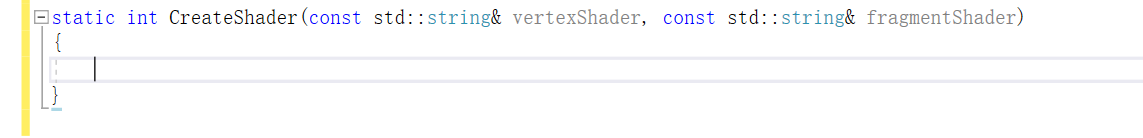 static int CreateShader(const std::string& vertexShader, const std::string& fragmentShader)
{
}